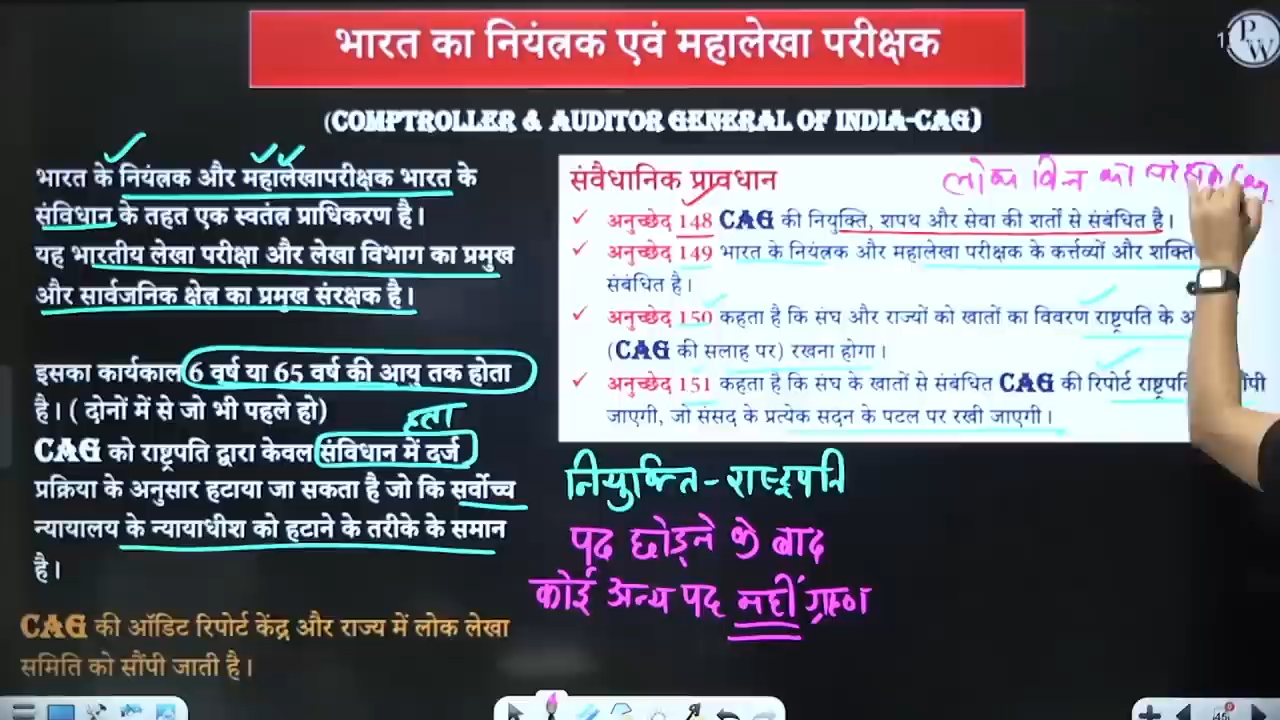 भारत का नियंत्रक एवं महालेखा परीक्षक
PW
(COMPTROLLER & AUDITOR GENERAL OF INDIA-CAG)
भारत के नियंत्रक और महालेखापरीक्षक भारत के
संविधान के तहत एक स्वतंत्र प्राधिकरण है।
यह भारतीय लेखा परीक्षा और लेखा विभाग का प्रमुख
और सार्वजनिक क्षेत्र का प्रमुख संरक्षक है।
इसका कार्यकाल 6 वर्ष या 65 वर्ष की आयु तक होता
है। ( दोनों में से जो भी पहले हो)
हटा
CAG को राष्ट्रपति द्वारा केवल संविधान में दर्ज
प्रक्रिया के अनुसार हटाया जा सकता है जो कि सर्वोच्च
न्यायालय के न्यायाधीश को हटाने के तरीके के समान
है।
CAG की ऑडिट रिपोर्ट केंद्र और राज्य में लोक लेखा
समिति को सौंपी जाती है।
संवैधानिक प्रावधान
लोक वित्त का
✓ अनुच्छेद 148 CAG की नियुक्ति, शपथ और सेवा की शर्तों से संबंधित है।
✓ अनुच्छेद 149 भारत के नियंत्रक और महालेखा परीक्षक के कर्त्तव्यों और शक्ति
संबंधित है।
✓ अनुच्छेद 150 कहता है कि संघ और राज्यों को खातों का विवरण राष्ट्रपति के अ
(CAG की सलाह पर) रखना होगा।
✓ अनुच्छेद 151 कहता है कि संघ के खातों से संबंधित CAG की रिपोर्ट राष्ट्रपति
जाएगी, जो संसद के प्रत्येक सदन के पटल पर रखी जाएगी।
नियुक्ति - राष्ट्रपति
पद छोड़ने के बाद
कोई अन्य पद नहीं ग्रहण